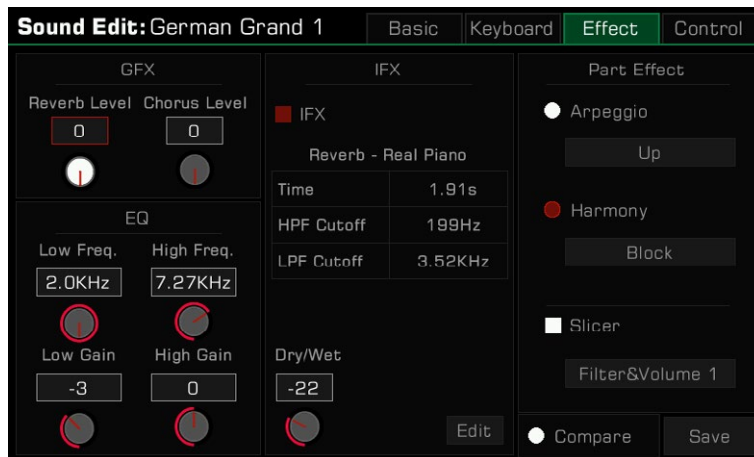 Sound Edit: German Grand 1
Basic
Keyboard
Effect
Control
GFX
Reverb Level
Chorus Level
0
0
EQ
Low Freq.
High Freq.
2.0KHz
7.27KHz
Low Gain
High Gain
-3
0
IFX
IFX
Reverb - Real Piano
Time
1.91s
HPF Cutoff
199Hz
LPF Cutoff
3.52KHz
Dry/Wet
-22
Edit
Part Effect
Arpeggio
Up
Harmony
Block
Slicer
Filter&Volume 1
Compare
Save